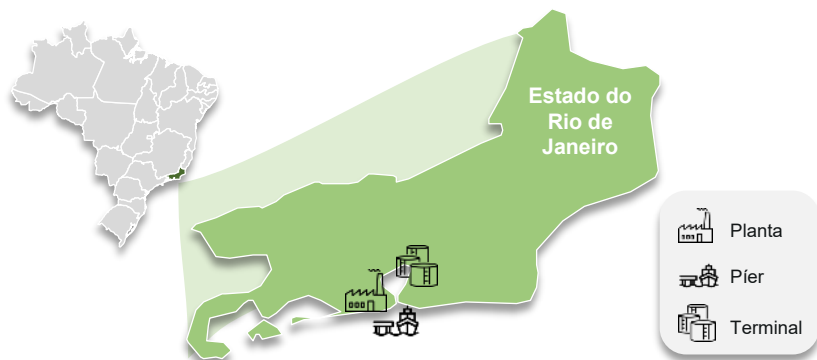 Estado do
Rio de
Janeiro
Planta
Píer
Terminal